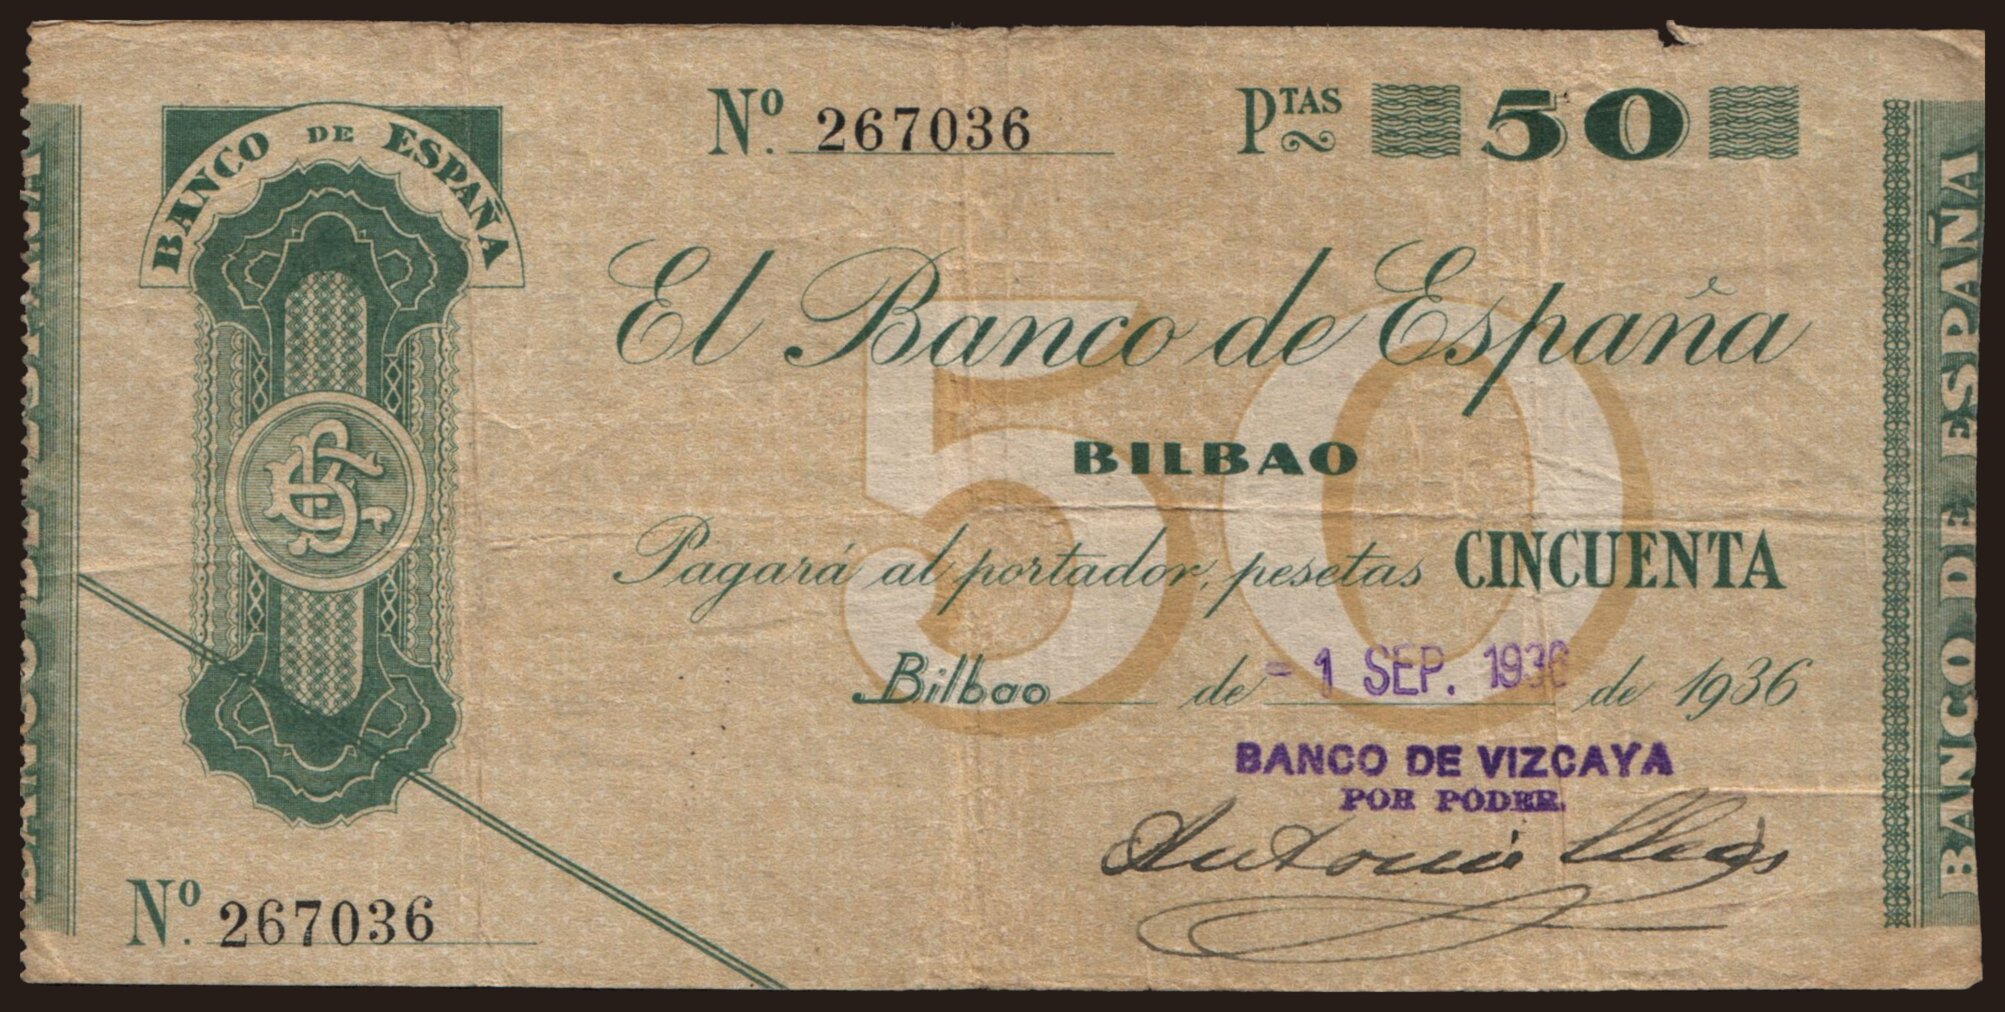 BANCO DE ESPAÑA
Nº. 267036
PTAS 50
El Banco de España
50
BILBAO
Pagará al portador, pesetas CINCUENTA
Bilbao de - 1 SEP. 1936 de 1936
BANCO DE VIZCAYA
POR PODER.
Nº. 267036
BANCO DE ESPAÑA